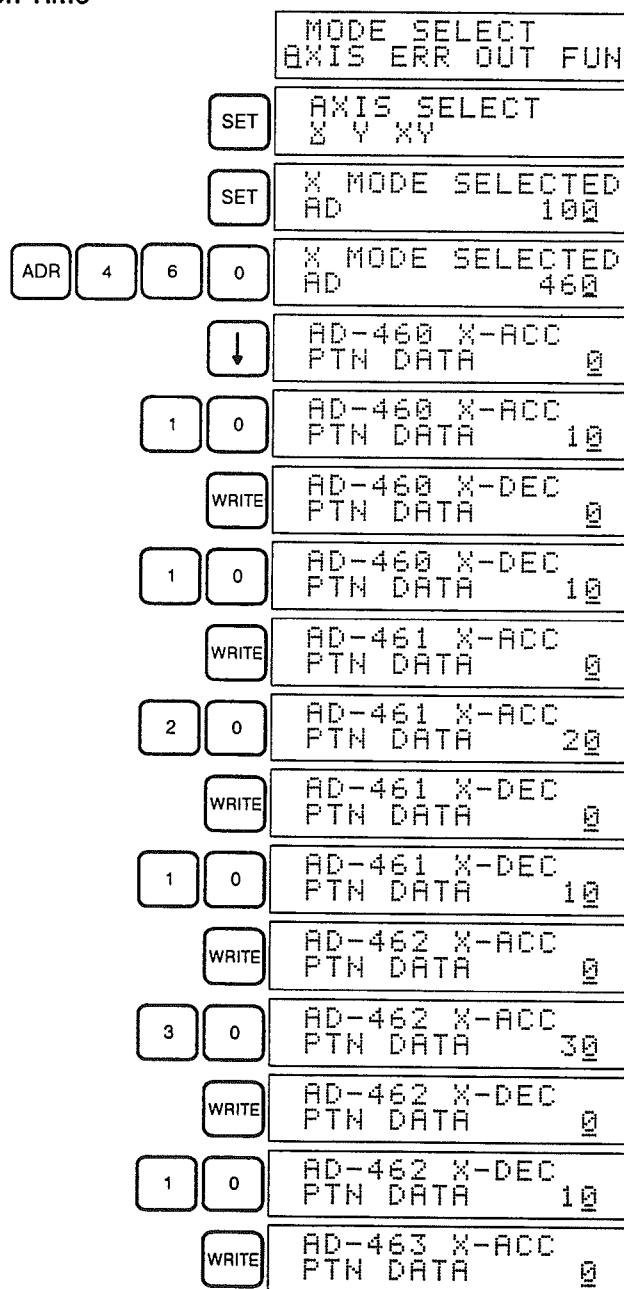 MODE SELECT
AXIS ERR OUT FUN
SET
AXIS SELECT
X Y XY
SET
X MODE SELECTED
AD 100
ADR 4 6 0
X MODE SELECTED
AD 460
↓
AD-460 X-ACC
PTN DATA 0
1 0
AD-460 X-ACC
PTN DATA 10
WRITE
AD-460 X-DEC
PTN DATA 0
1 0
AD-460 X-DEC
PTN DATA 10
WRITE
AD-461 X-ACC
PTN DATA 0
2 0
AD-461 X-ACC
PTN DATA 20
WRITE
AD-461 X-DEC
PTN DATA 0
1 0
AD-461 X-DEC
PTN DATA 10
WRITE
AD-462 X-ACC
PTN DATA 0
3 0
AD-462 X-ACC
PTN DATA 30
WRITE
AD-462 X-DEC
PTN DATA 0
1 0
AD-462 X-DEC
PTN DATA 10
WRITE
AD-463 X-ACC
PTN DATA 0